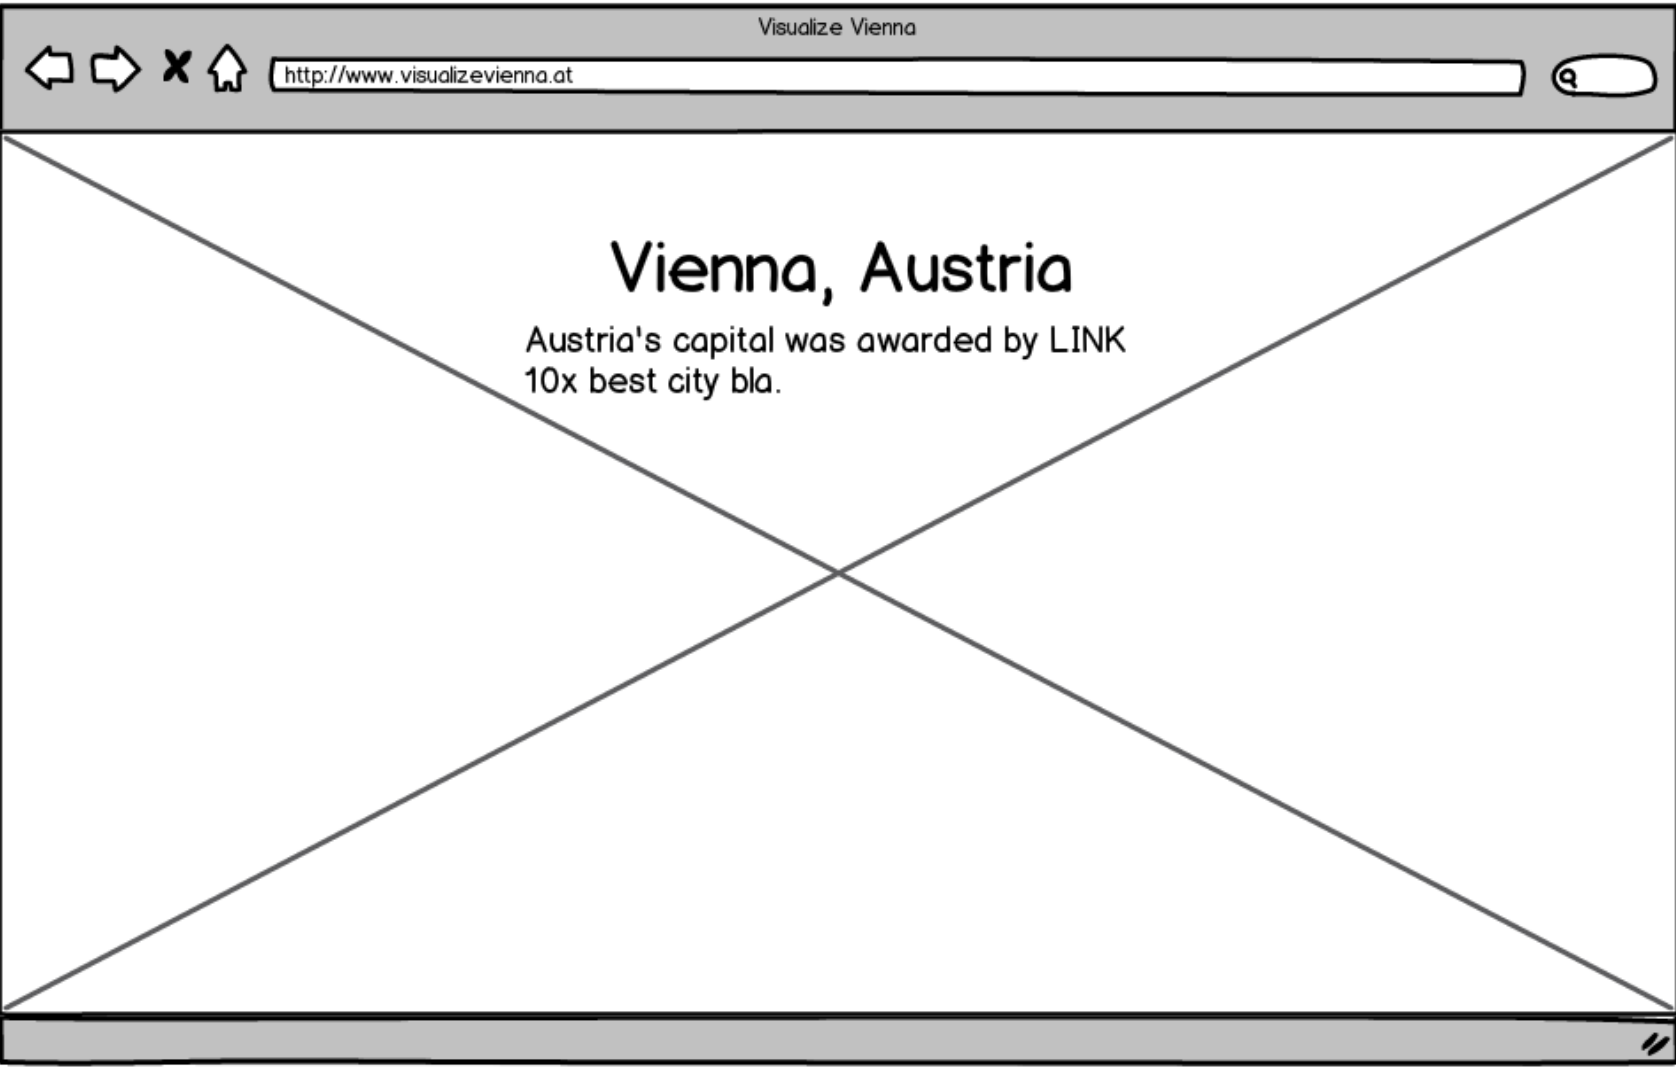 Visualize Vienna
http://www.visualizevienna.at
Vienna, Austria
Austria's capital was awarded by LINK
10x best city bla.